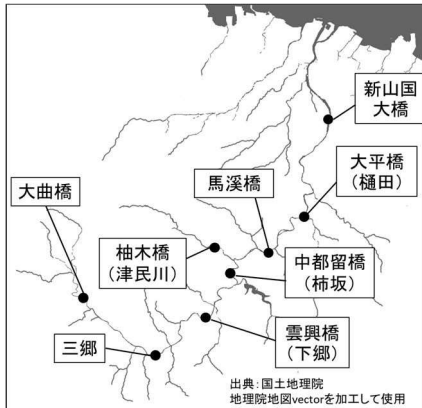 新山国
大橋
大平橋
（樋田）
馬溪橋
大曲橋
柚木橋
（津民川）
中都留橋
（柿坂）
雲興橋
（下郷）
三郷
出典：国土地理院
地理院地図vectorを加工して使用